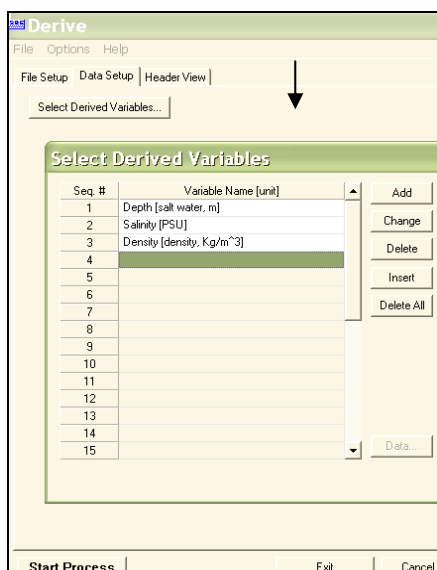 Derive
File Options Help
File Setup Data Setup Header View
Select Derived Variables...
Select Derived Variables
Seq. # Variable Name [unit]
1 Depth [salt water, m]
2 Salinity [PSU]
3 Density [density, Kg/m^3]
4
5
6
7
8
9
10
11
12
13
14
15
Add
Change
Delete
Insert
Delete All
Data...
Start Process Exit Cancel